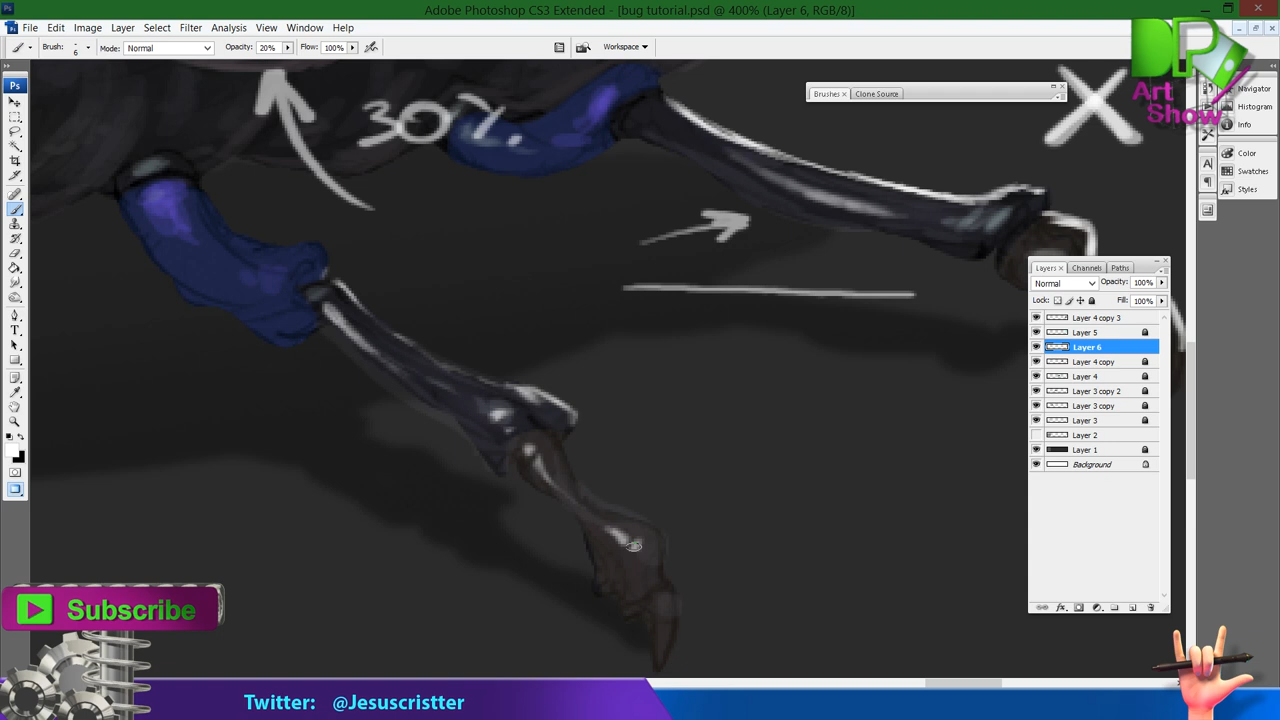 Adobe Photoshop CS3 Extended - [bug tutorial.psd @ 400% (Layer 6, RGB/8)]
Ps File Edit Image Layer Select Filter Analysis View Window Help
Brush: 6 Mode: Normal Opacity: 20% Flow: 100% Workspace
Ps
30%.
Brushes × Clone Source
DP
Art
Show
Navigator
Histogram
Info
Color
Swatches
Styles
Layers × Channels Paths
Normal Opacity: 100%
Lock: Fill: 100%
Layer 4 copy 3
Layer 5
Layer 6
Layer 4 copy
Layer 4
Layer 3 copy 2
Layer 3 copy
Layer 3
Layer 2
Layer 1
Background
Subscribe
Twitter: @Jesuscristter